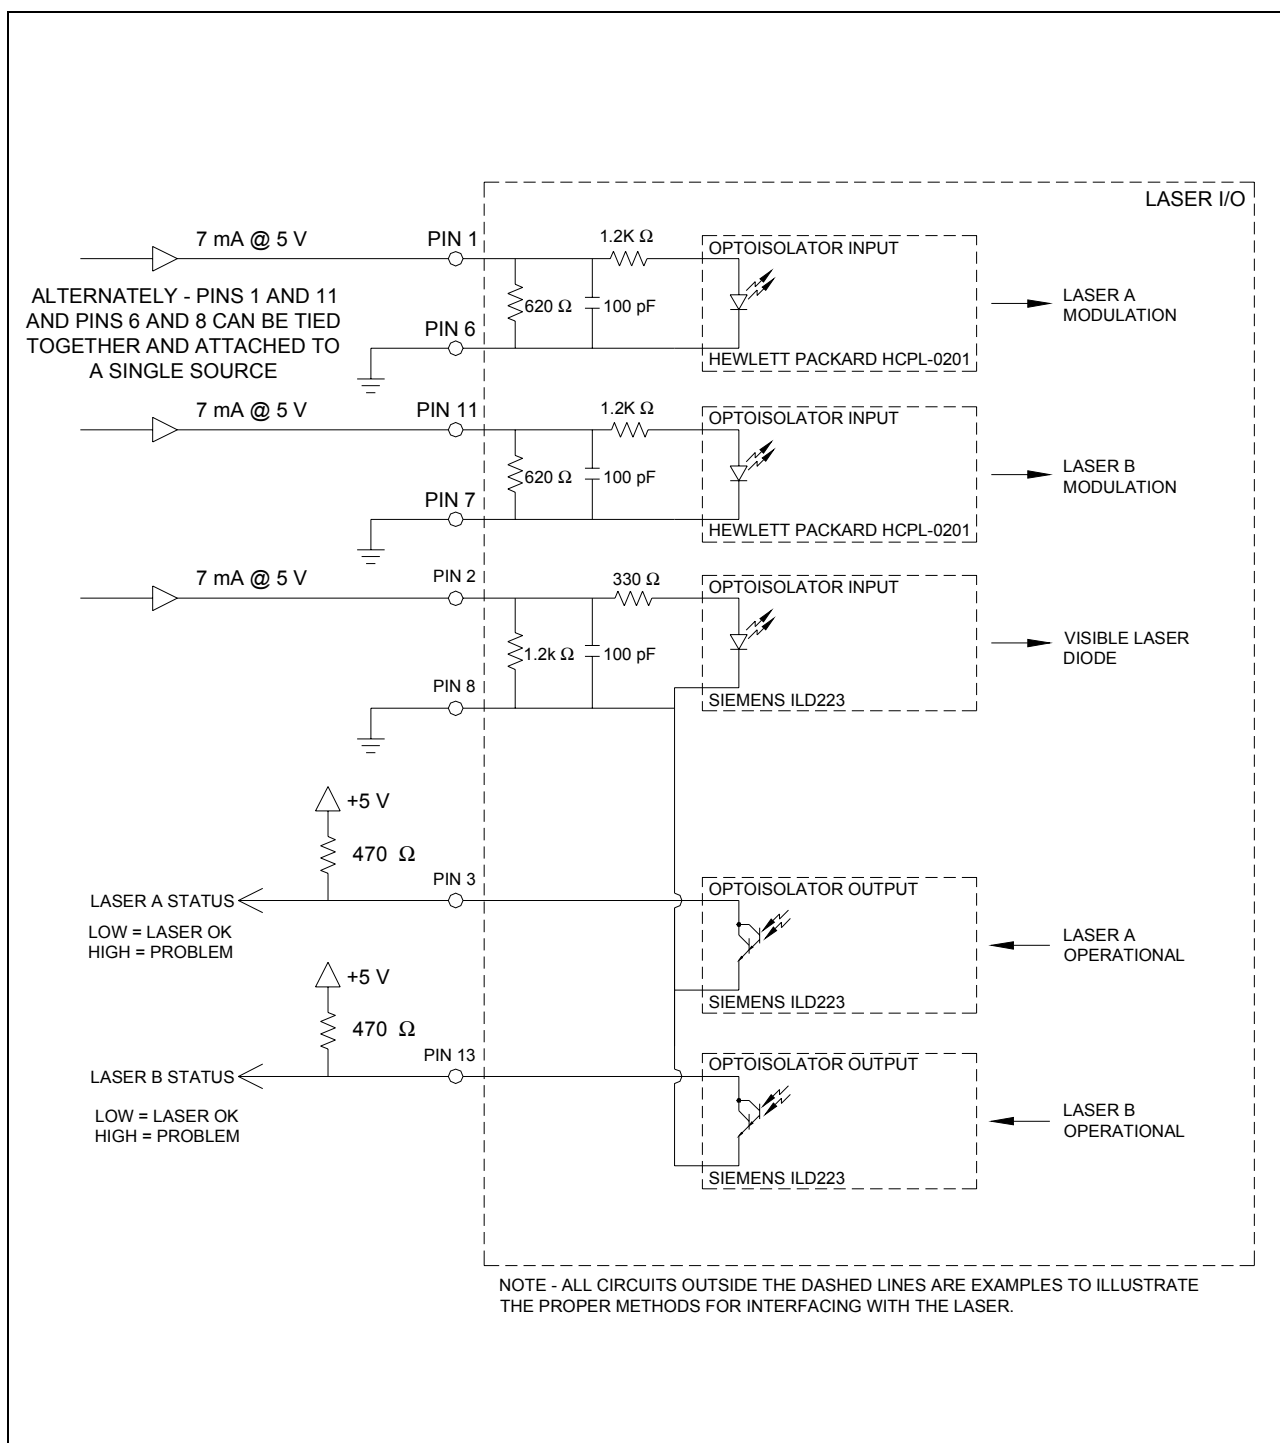 LASER I/O
7 mA @ 5 V
PIN 1
1.2K Ω
OPTOISOLATOR INPUT
620 Ω
100 pF
LASER A
MODULATION
ALTERNATELY - PINS 1 AND 11
AND PINS 6 AND 8 CAN BE TIED
TOGETHER AND ATTACHED TO
A SINGLE SOURCE
PIN 6
HEWLETT PACKARD HCPL-0201
7 mA @ 5 V
PIN 11
1.2K Ω
OPTOISOLATOR INPUT
620 Ω
100 pF
LASER B
MODULATION
PIN 7
HEWLETT PACKARD HCPL-0201
7 mA @ 5 V
PIN 2
330 Ω
OPTOISOLATOR INPUT
1.2k Ω
100 pF
VISIBLE LASER
DIODE
PIN 8
SIEMENS ILD223
+5 V
470 Ω
PIN 3
OPTOISOLATOR OUTPUT
LASER A STATUS
LOW = LASER OK
HIGH = PROBLEM
LASER A
OPERATIONAL
SIEMENS ILD223
+5 V
470 Ω
PIN 13
OPTOISOLATOR OUTPUT
LASER B STATUS
LOW = LASER OK
HIGH = PROBLEM
LASER B
OPERATIONAL
SIEMENS ILD223
NOTE - ALL CIRCUITS OUTSIDE THE DASHED LINES ARE EXAMPLES TO ILLUSTRATE
THE PROPER METHODS FOR INTERFACING WITH THE LASER.